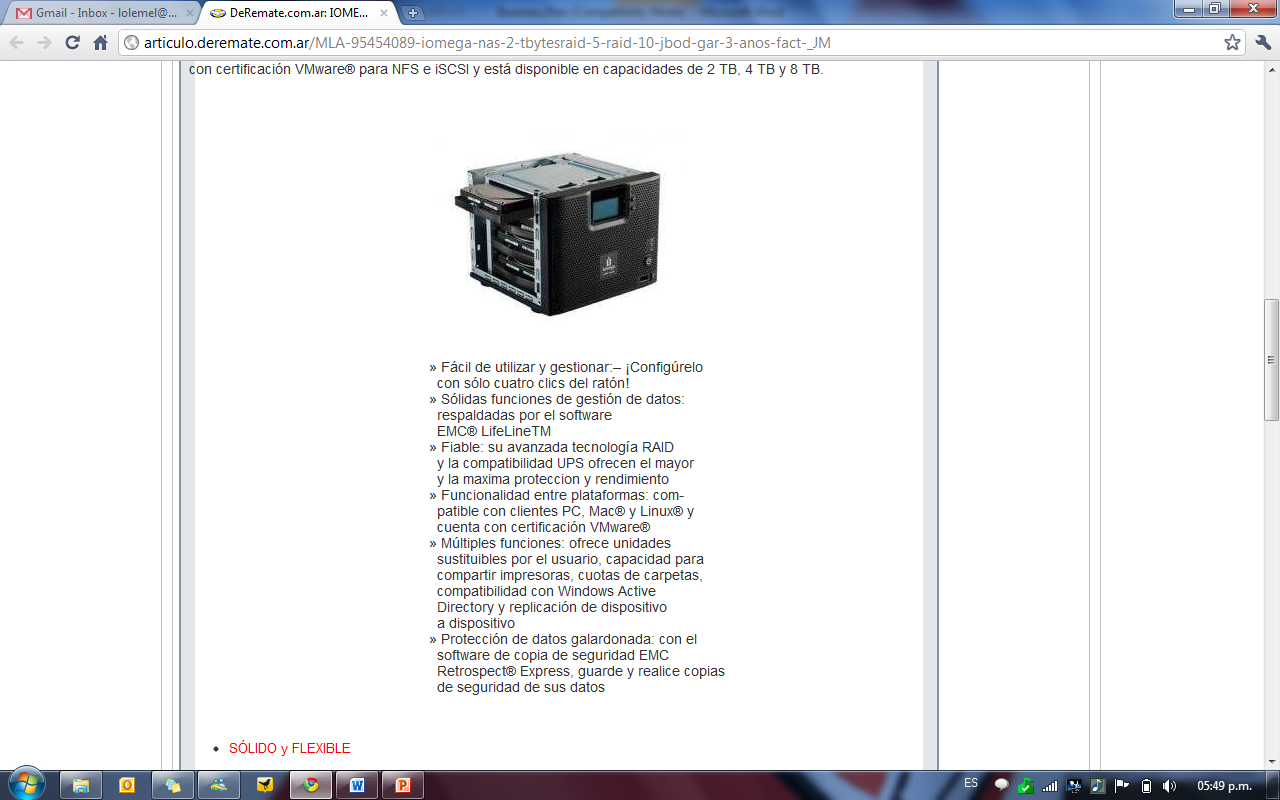 Gmail - Inbox - lolemel@...
DeRemate.com.ar: IOME...
articulo.deremate.com.ar/MLA-95454089-iomega-nas-2-tbytesraid-5-raid-10-jbod-gar-3-anos-fact-_JM
con certificación VMware® para NFS e iSCSI y está disponible en capacidades de 2 TB, 4 TB y 8 TB.
» Fácil de utilizar y gestionar:– ¡Configúrelo
con sólo cuatro clics del ratón!
» Sólidas funciones de gestión de datos:
respaldadas por el software
EMC® LifeLineTM
» Fiable: su avanzada tecnología RAID
y la compatibilidad UPS ofrecen el mayor
y la maxima proteccion y rendimiento
» Funcionalidad entre plataformas: com-
patible con clientes PC, Mac® y Linux® y
cuenta con certificación VMware®
» Múltiples funciones: ofrece unidades
sustituibles por el usuario, capacidad para
compartir impresoras, cuotas de carpetas,
compatibilidad con Windows Active
Directory y replicación de dispositivo
a dispositivo
» Protección de datos galardonada: con el
software de copia de seguridad EMC
Retrospect® Express, guarde y realice copias
de seguridad de sus datos
• SÓLIDO y FLEXIBLE
ES
05:49 p.m.